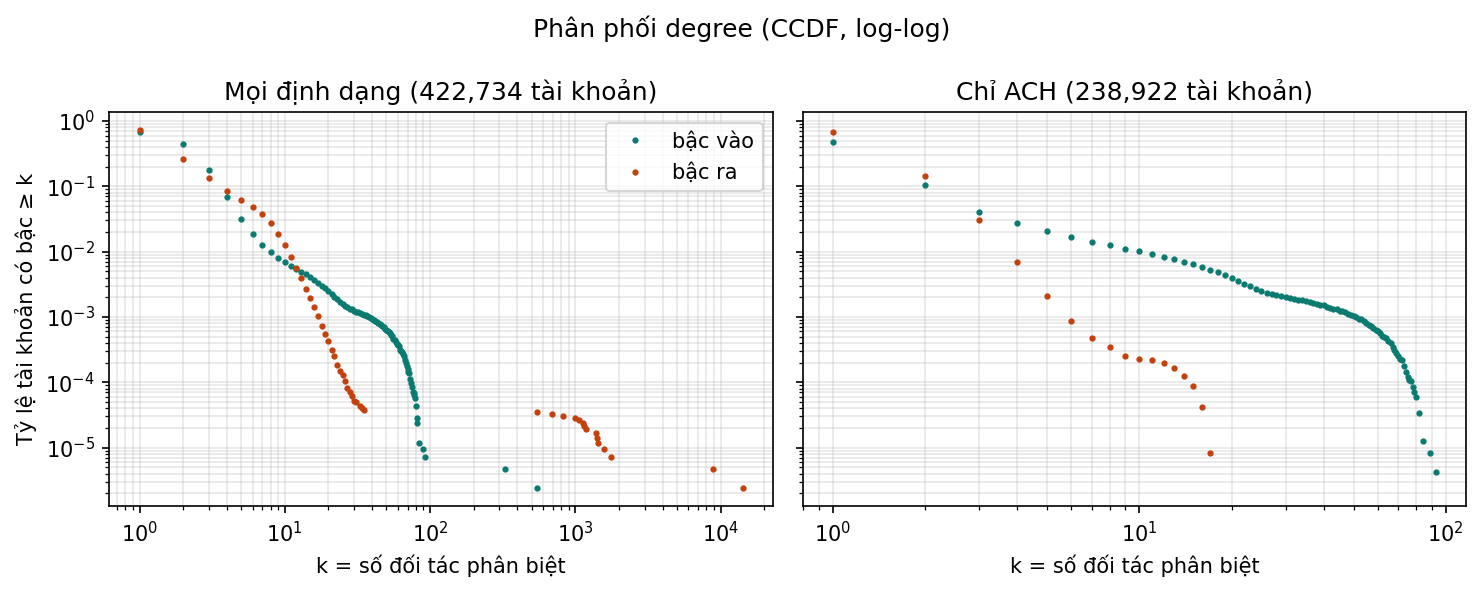 Phân phối degree (CCDF, log-log)
Mọi định dạng (422,734 tài khoản)
Tỷ lệ tài khoản có bậc ≥ k
10⁰
10⁻¹
10⁻²
10⁻³
10⁻⁴
10⁻⁵
bậc vào
bậc ra
10⁰ 10¹ 10² 10³ 10⁴
k = số đối tác phân biệt
Chỉ ACH (238,922 tài khoản)
10⁰ 10¹ 10²
k = số đối tác phân biệt